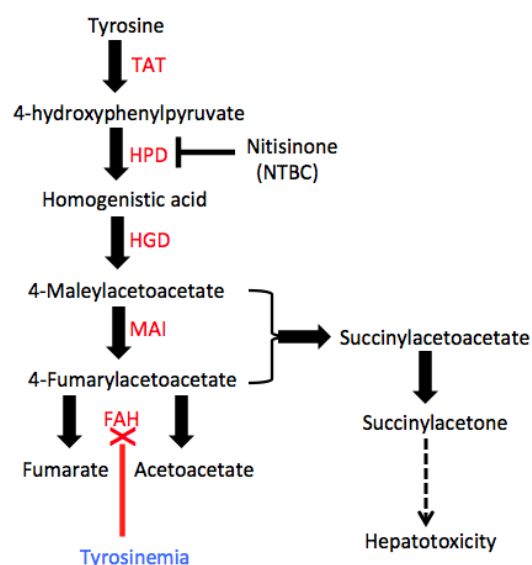 Tyrosine
TAT
4-hydroxyphenylpyruvate
HPD
Nitisinone
(NTBC)
Homogenistic acid
HGD
4-Maleylacetoacetate
MAI
Succinylacetoacetate
4-Fumarylacetoacetate
FAH
Succinylacetone
Fumarate
Acetoacetate
Hepatotoxicity
Tyrosinemia